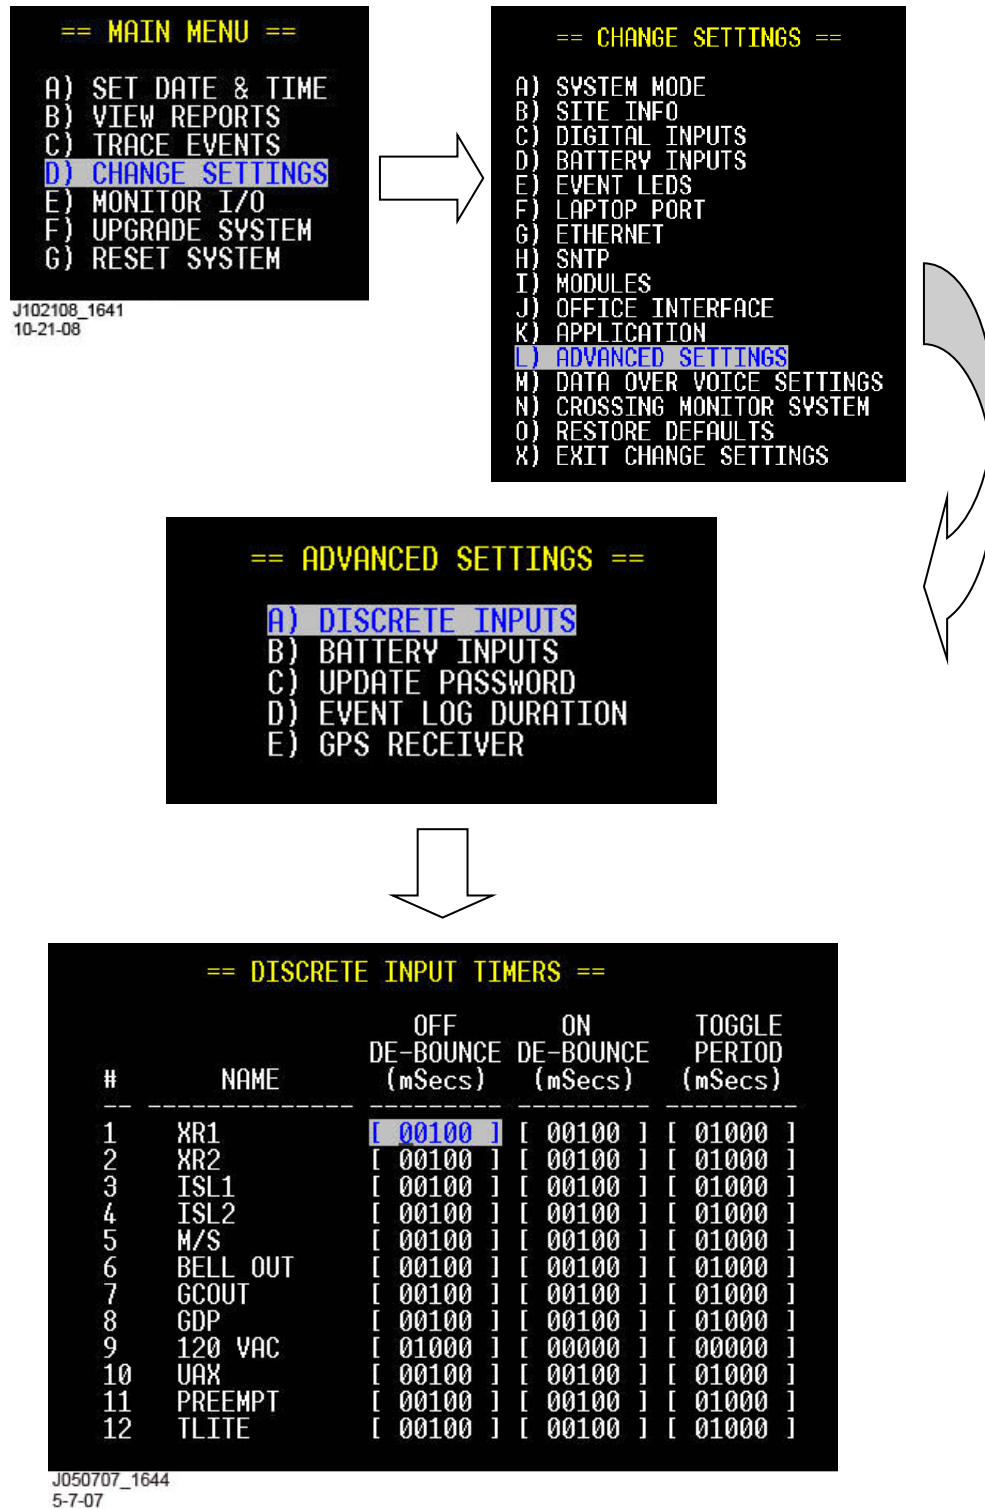 == MAIN MENU ==
A) SET DATE & TIME
B) VIEW REPORTS
C) TRACE EVENTS
D) CHANGE SETTINGS
E) MONITOR I/O
F) UPGRADE SYSTEM
G) RESET SYSTEM
J102108_1641
10-21-08
== CHANGE SETTINGS ==
A) SYSTEM MODE
B) SITE INFO
C) DIGITAL INPUTS
D) BATTERY INPUTS
E) EVENT LEDS
F) LAPTOP PORT
G) ETHERNET
H) SNTP
I) MODULES
J) OFFICE INTERFACE
K) APPLICATION
L) ADVANCED SETTINGS
M) DATA OVER VOICE SETTINGS
N) CROSSING MONITOR SYSTEM
O) RESTORE DEFAULTS
X) EXIT CHANGE SETTINGS
== ADVANCED SETTINGS ==
A) DISCRETE INPUTS
B) BATTERY INPUTS
C) UPDATE PASSWORD
D) EVENT LOG DURATION
E) GPS RECEIVER
== DISCRETE INPUT TIMERS ==
OFF ON TOGGLE
DE-BOUNCE DE-BOUNCE PERIOD
# NAME (mSecs) (mSecs) (mSecs)
-- -------------- --------- --------- ---------
1 XR1 [ 00100 ] [ 00100 ] [ 01000 ]
2 XR2 [ 00100 ] [ 00100 ] [ 01000 ]
3 ISL1 [ 00100 ] [ 00100 ] [ 01000 ]
4 ISL2 [ 00100 ] [ 00100 ] [ 01000 ]
5 M/S [ 00100 ] [ 00100 ] [ 01000 ]
6 BELL OUT [ 00100 ] [ 00100 ] [ 01000 ]
7 GCOUT [ 00100 ] [ 00100 ] [ 01000 ]
8 GDP [ 00100 ] [ 00100 ] [ 01000 ]
9 120 VAC [ 01000 ] [ 00000 ] [ 00000 ]
10 UAX [ 00100 ] [ 00100 ] [ 01000 ]
11 PREEMPT [ 00100 ] [ 00100 ] [ 01000 ]
12 TLITE [ 00100 ] [ 00100 ] [ 01000 ]
J050707_1644
5-7-07